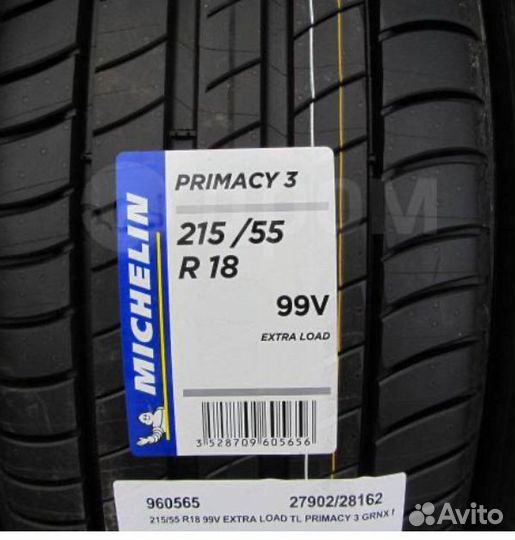 PRIMACY 3
215 /55
R 18
99V
EXTRA LOAD
MICHELIN
3 528709 605656
960565 27902/28162
215/55 R18 99V EXTRA LOAD TL PRIMACY 3 GRNX
Avito